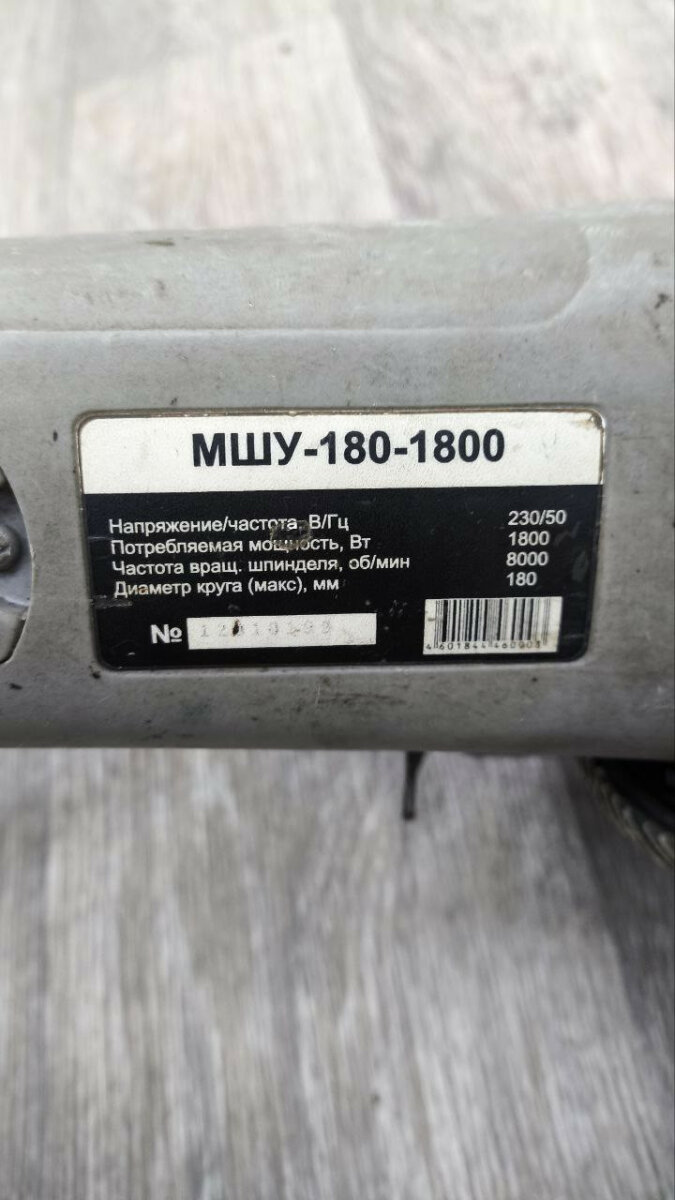 МШУ-180-1800
Напряжение/частота, В/Гц 230/50
Потребляемая мощность, Вт 1800
Частота вращ. шпинделя, об/мин 8000
Диаметр круга (макс), мм 180
№